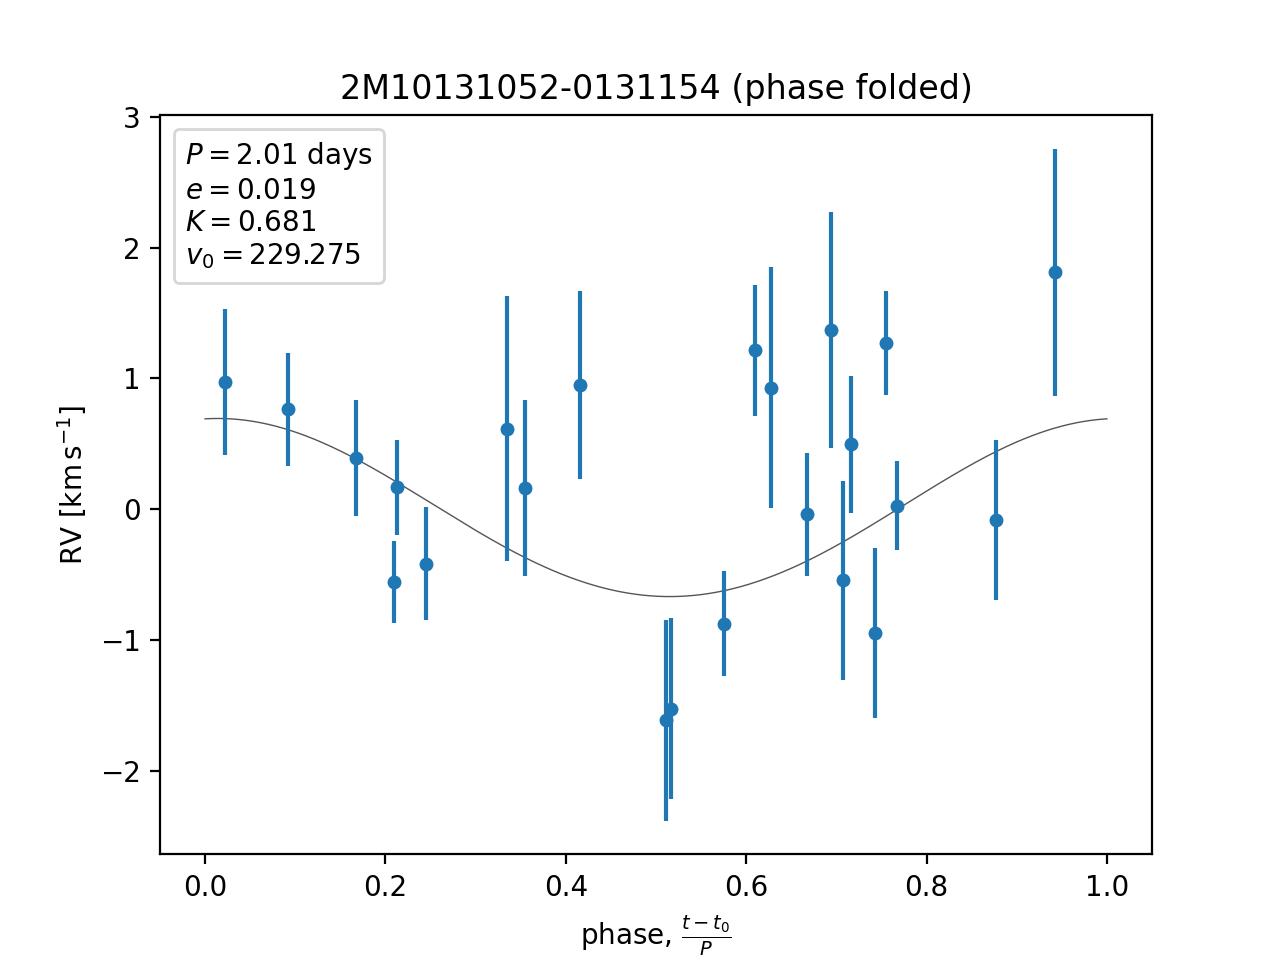 2M10131052-0131154 (phase folded)
P = 2.01 days
e = 0.019
K = 0.681
v₀ = 229.275
3
2
1
0
−1
−2
RV [km s⁻¹]
0.0 0.2 0.4 0.6 0.8 1.0
phase, (t − t₀)/P